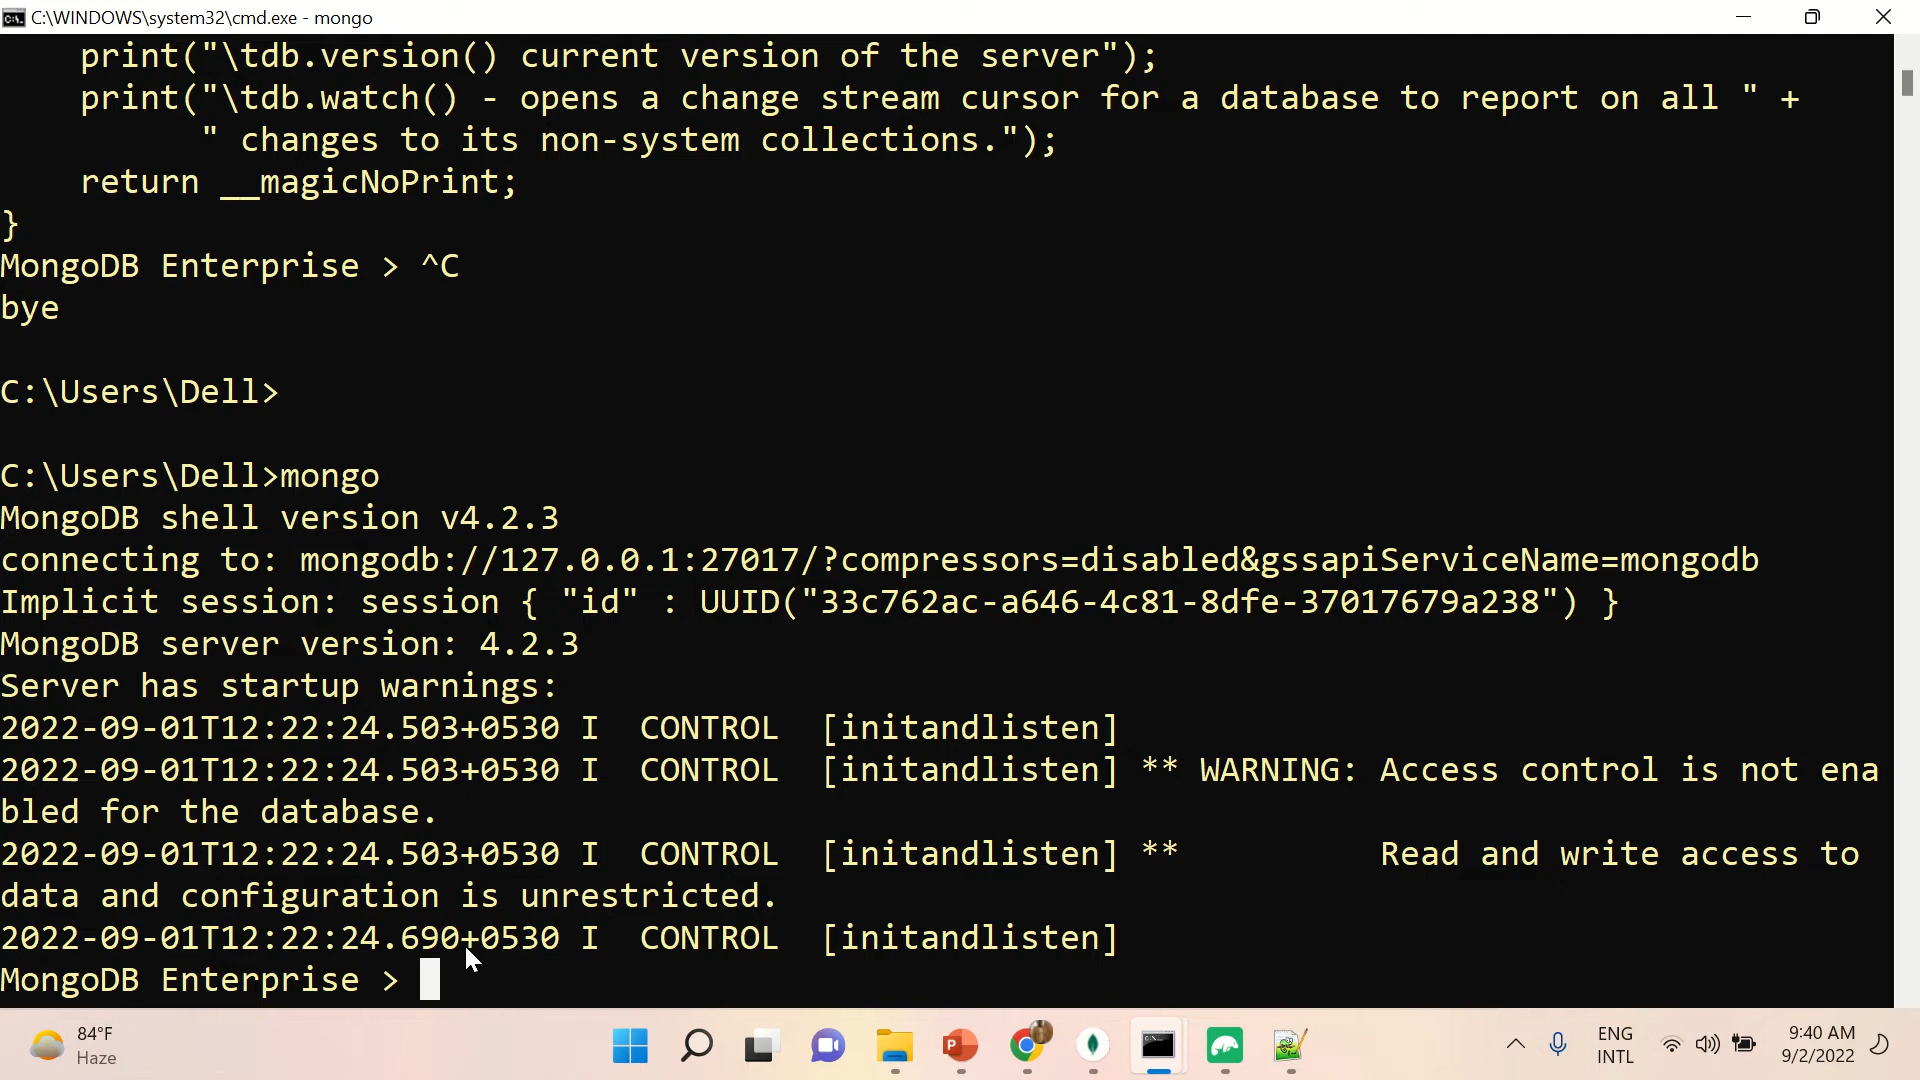 C:\WINDOWS\system32\cmd.exe - mongo
print("\tdb.version() current version of the server");
print("\tdb.watch() - opens a change stream cursor for a database to report on all " +
" changes to its non-system collections.");
return __magicNoPrint;
}
MongoDB Enterprise > ^C
bye
C:\Users\Dell>
C:\Users\Dell>mongo
MongoDB shell version v4.2.3
connecting to: mongodb://127.0.0.1:27017/?compressors=disabled&gssapiServiceName=mongodb
Implicit session: session { "id" : UUID("33c762ac-a646-4c81-8dfe-37017679a238") }
MongoDB server version: 4.2.3
Server has startup warnings:
2022-09-01T12:22:24.503+0530 I  CONTROL  [initandlisten]
2022-09-01T12:22:24.503+0530 I  CONTROL  [initandlisten] ** WARNING: Access control is not ena
bled for the database.
2022-09-01T12:22:24.503+0530 I  CONTROL  [initandlisten] **          Read and write access to
data and configuration is unrestricted.
2022-09-01T12:22:24.690+0530 I  CONTROL  [initandlisten]
MongoDB Enterprise >
84°F
Haze
ENG
INTL
9:40 AM
9/2/2022